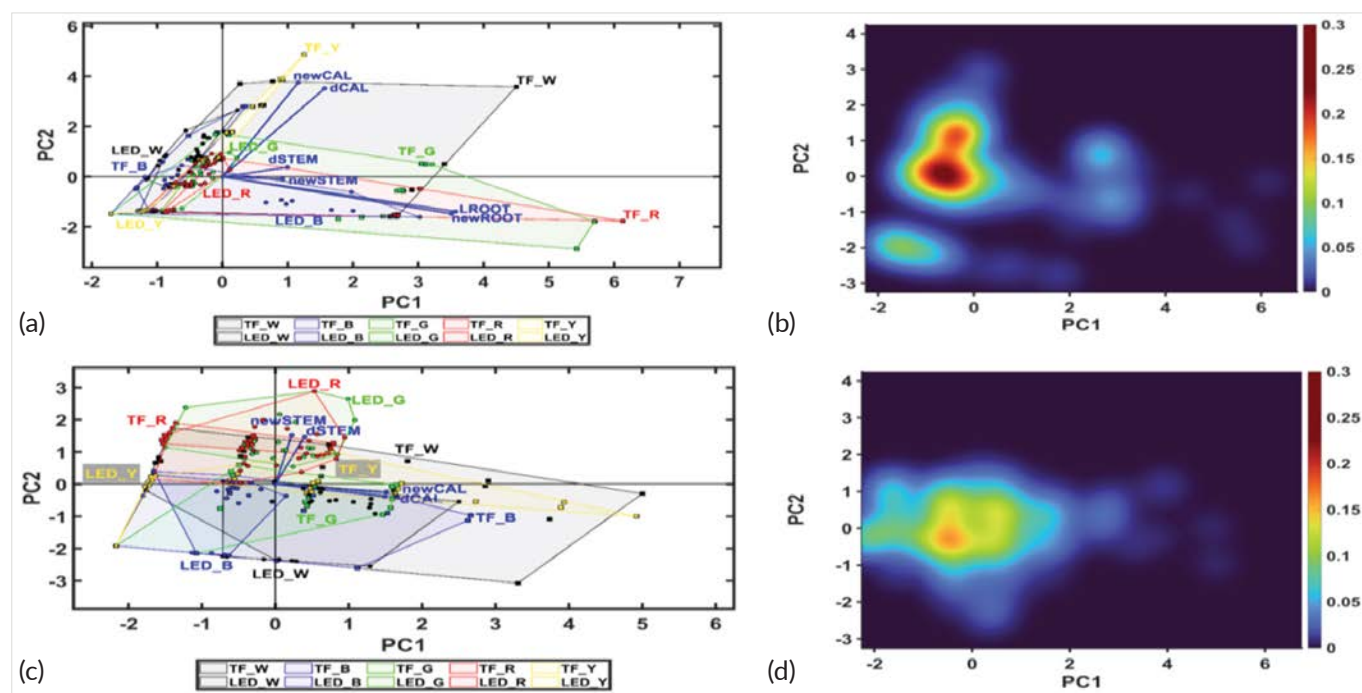 6
4
2
0
-2
PC2
TF_Y
newCAL
dCAL
TF_W
LED_W
LED_G
TF_B
TF_G
dSTEM
newSTEM
LED_R
LROOT
newROOT
LED_Y
LED_B
TF_R
-2 -1 0 1 2 3 4 5 6 7
PC1
TF_W TF_B TF_G TF_R TF_Y
LED_W LED_B LED_G LED_R LED_Y
(a)
4
3
2
1
0
-1
-2
-3
PC2
-2 0 2 4 6
PC1
0.3
0.25
0.2
0.15
0.1
0.05
0
(b)
3
2
1
0
-1
-2
-3
PC2
LED_R
LED_G
TF_R
newSTEM
dSTEM
TF_W
LED_Y
TF_Y
newCAL
dCAL
TF_G
TF_B
LED_B
LED_W
-2 -1 0 1 2 3 4 5 6
PC1
TF_W TF_B TF_G TF_R TF_Y
LED_W LED_B LED_G LED_R LED_Y
(c)
4
3
2
1
0
-1
-2
-3
PC2
-2 0 2 4 6
PC1
0.3
0.25
0.2
0.15
0.1
0.05
0
(d)